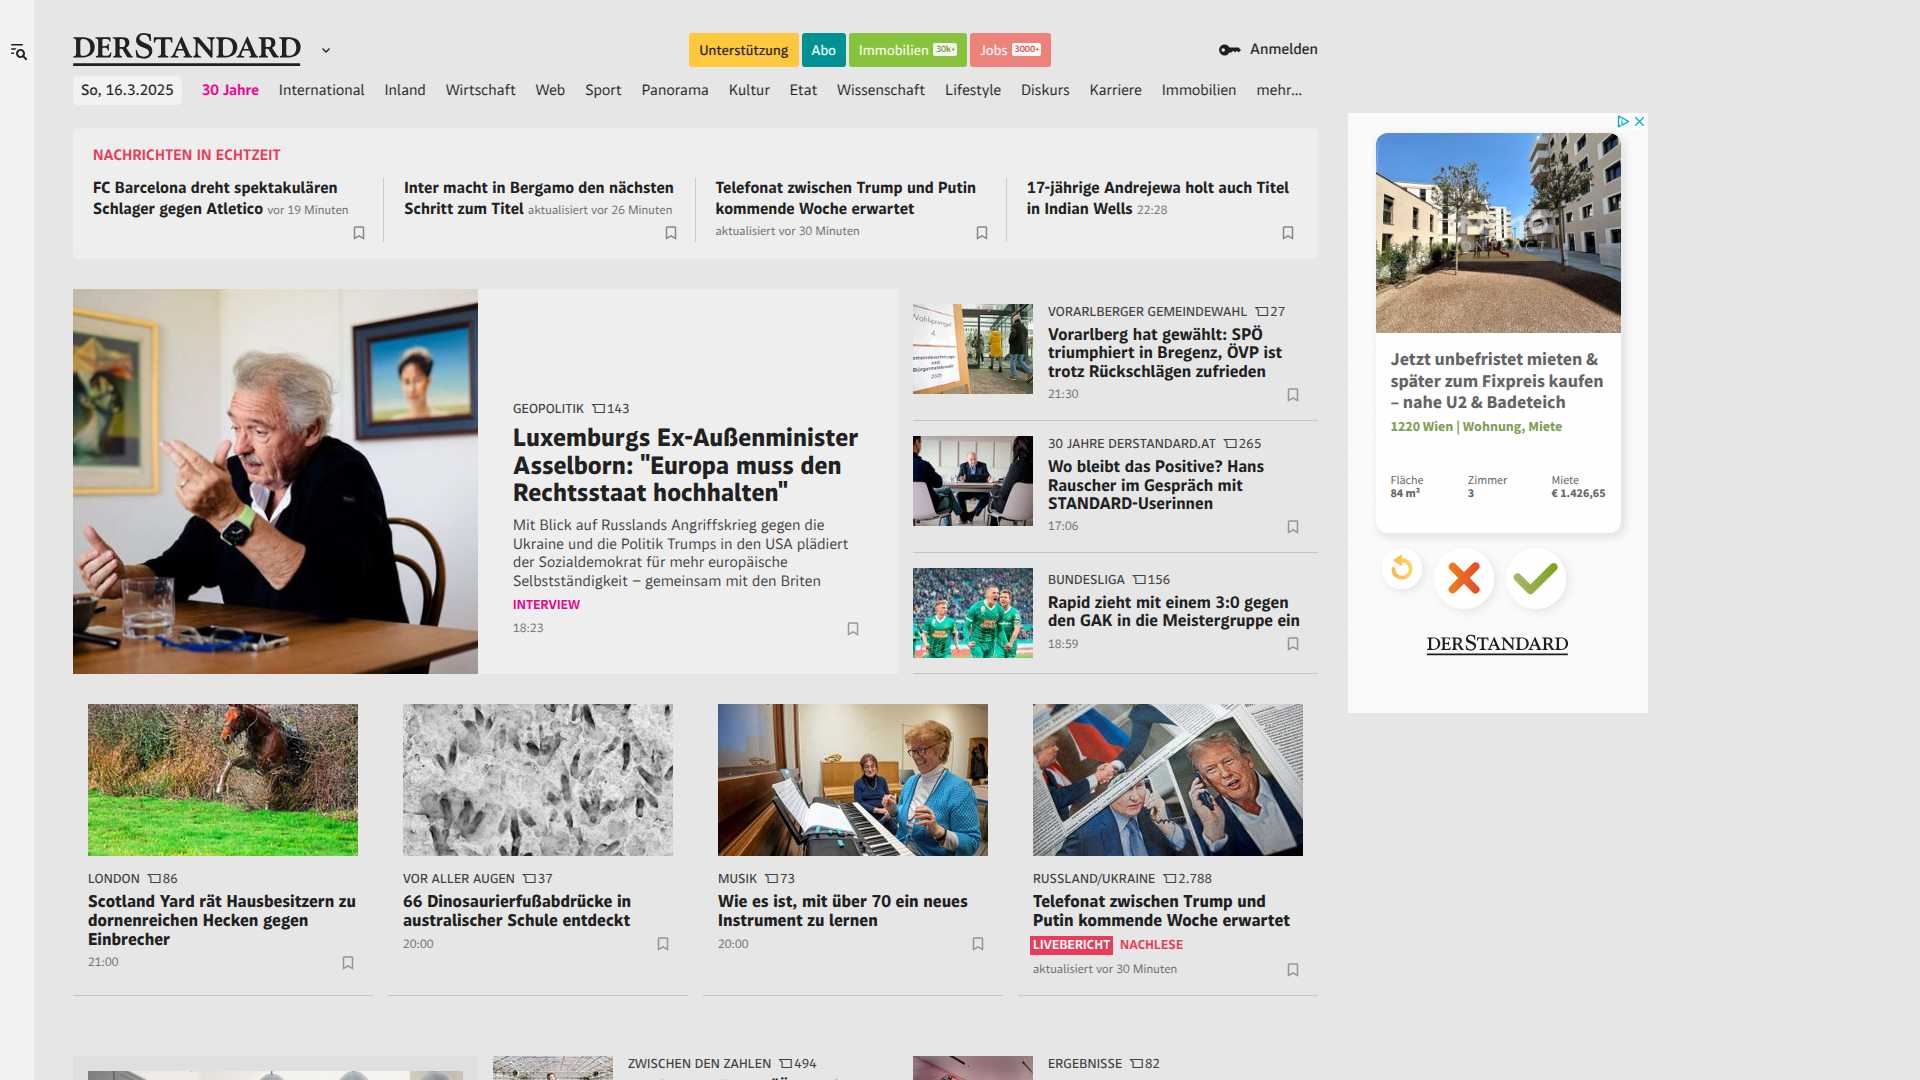 DERSTANDARD
Unterstützung
Abo
Immobilien 30k+
Jobs 3000+
Anmelden
So, 16.3.2025
30 Jahre
International
Inland
Wirtschaft
Web
Sport
Panorama
Kultur
Etat
Wissenschaft
Lifestyle
Diskurs
Karriere
Immobilien
mehr...
NACHRICHTEN IN ECHTZEIT
FC Barcelona dreht spektakulären
Schlager gegen Atletico vor 19 Minuten
Inter macht in Bergamo den nächsten
Schritt zum Titel aktualisiert vor 26 Minuten
Telefonat zwischen Trump und Putin
kommende Woche erwartet
aktualisiert vor 30 Minuten
17-jährige Andrejewa holt auch Titel
in Indian Wells 22:28
GEOPOLITIK 143
Luxemburgs Ex-Außenminister
Asselborn: "Europa muss den
Rechtsstaat hochhalten"
Mit Blick auf Russlands Angriffskrieg gegen die
Ukraine und die Politik Trumps in den USA plädiert
der Sozialdemokrat für mehr europäische
Selbstständigkeit – gemeinsam mit den Briten
INTERVIEW
18:23
VORARLBERGER GEMEINDEWAHL 27
Vorarlberg hat gewählt: SPÖ
triumphiert in Bregenz, ÖVP ist
trotz Rückschlägen zufrieden
21:30
30 JAHRE DERSTANDARD.AT 265
Wo bleibt das Positive? Hans
Rauscher im Gespräch mit
STANDARD-Userinnen
17:06
BUNDESLIGA 156
Rapid zieht mit einem 3:0 gegen
den GAK in die Meistergruppe ein
18:59
Jetzt unbefristet mieten &
später zum Fixpreis kaufen
– nahe U2 & Badeteich
1220 Wien | Wohnung, Miete
Fläche
84 m²
Zimmer
3
Miete
€ 1.426,65
DERSTANDARD
LONDON 86
Scotland Yard rät Hausbesitzern zu
dornenreichen Hecken gegen
Einbrecher
21:00
VOR ALLER AUGEN 37
66 Dinosaurierfußabdrücke in
australischer Schule entdeckt
20:00
MUSIK 73
Wie es ist, mit über 70 ein neues
Instrument zu lernen
20:00
RUSSLAND/UKRAINE 2.788
Telefonat zwischen Trump und
Putin kommende Woche erwartet
LIVEBERICHT NACHLESE
aktualisiert vor 30 Minuten
ZWISCHEN DEN ZAHLEN 494
ERGEBNISSE 82